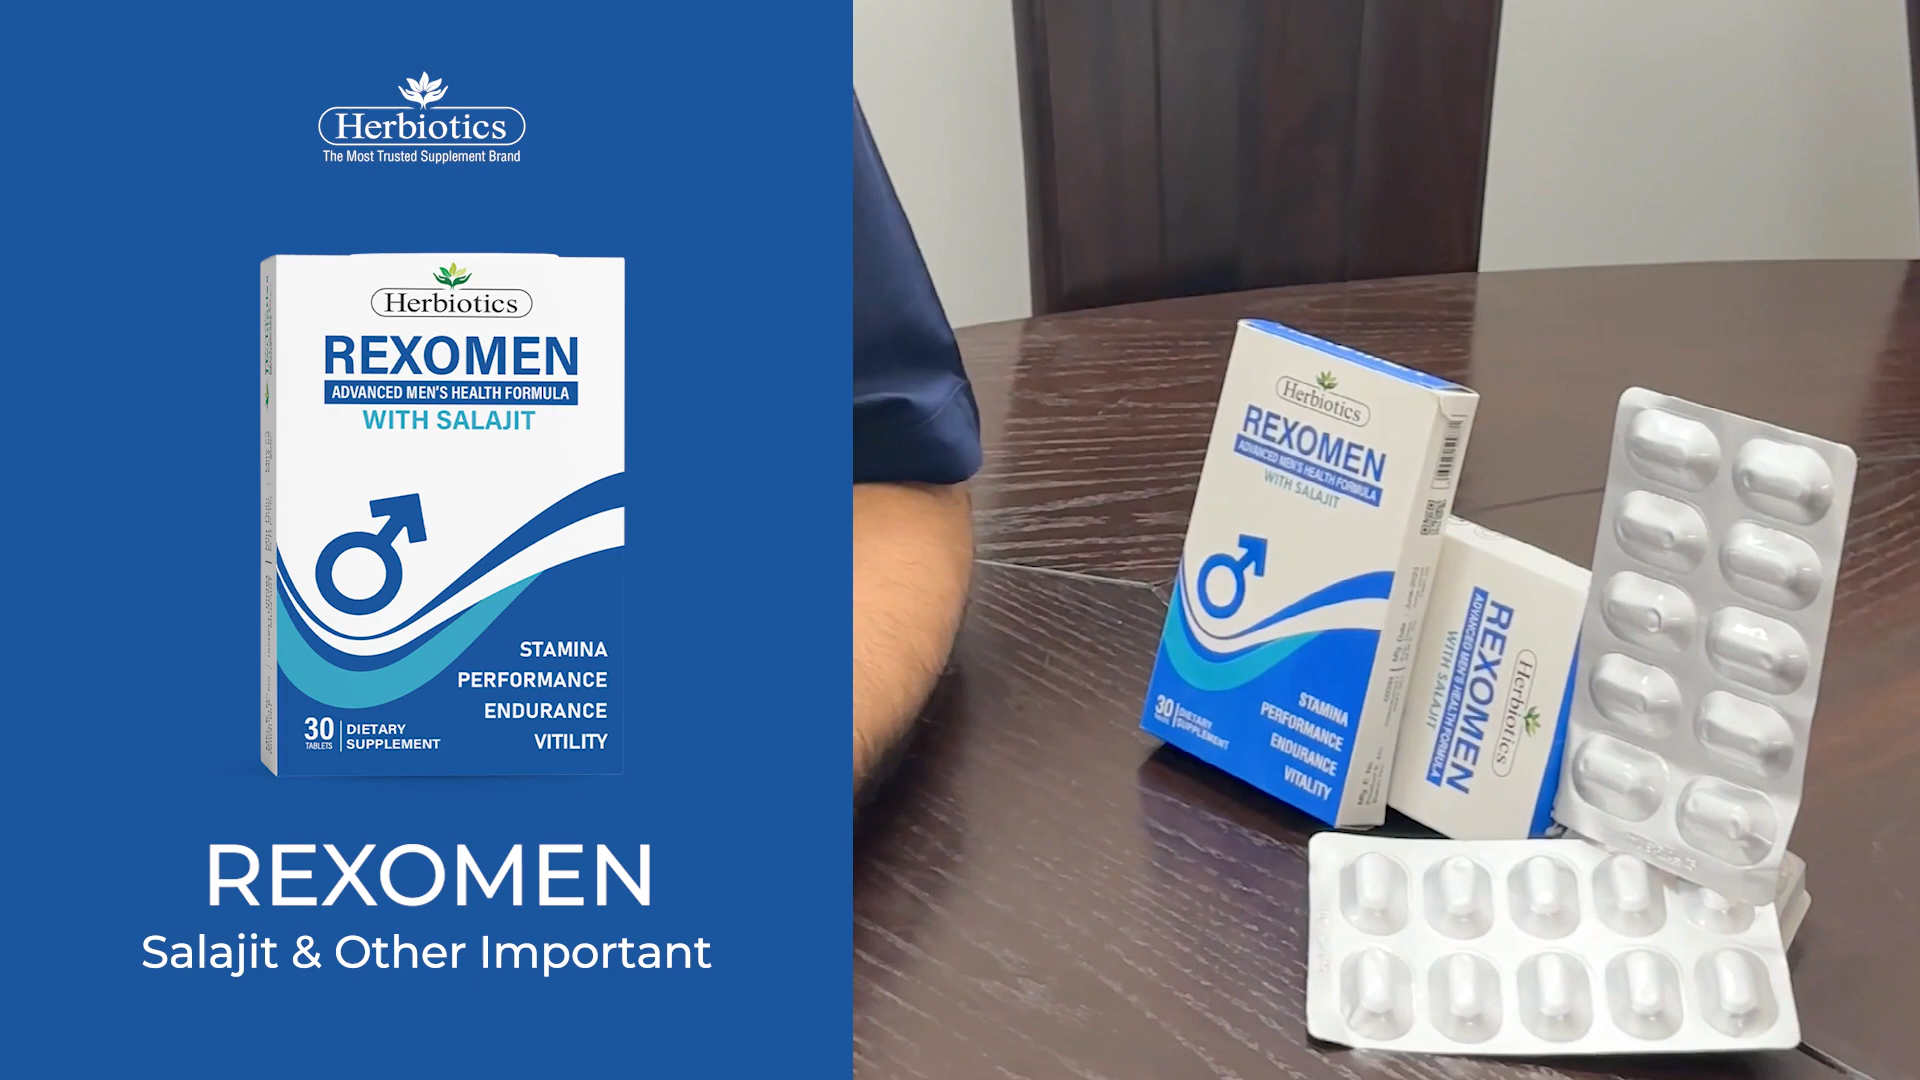 Herbiotics
The Most Trusted Supplement Brand
Herbiotics
REXOMEN
ADVANCED MEN'S HEALTH FORMULA
WITH SALAJIT
STAMINA
PERFORMANCE
ENDURANCE
VITILITY
30
TABLETS
DIETARY
SUPPLEMENT
REXOMEN
Salajit & Other Important
Herbiotics
REXOMEN
ADVANCED MEN'S HEALTH FORMULA
WITH SALAJIT
STAMINA
PERFORMANCE
ENDURANCE
VITALITY
30
TABLETS
DIETARY
SUPPLEMENT
Herbiotics
REXOMEN
ADVANCED MEN'S HEALTH FORMULA
WITH SALAJIT